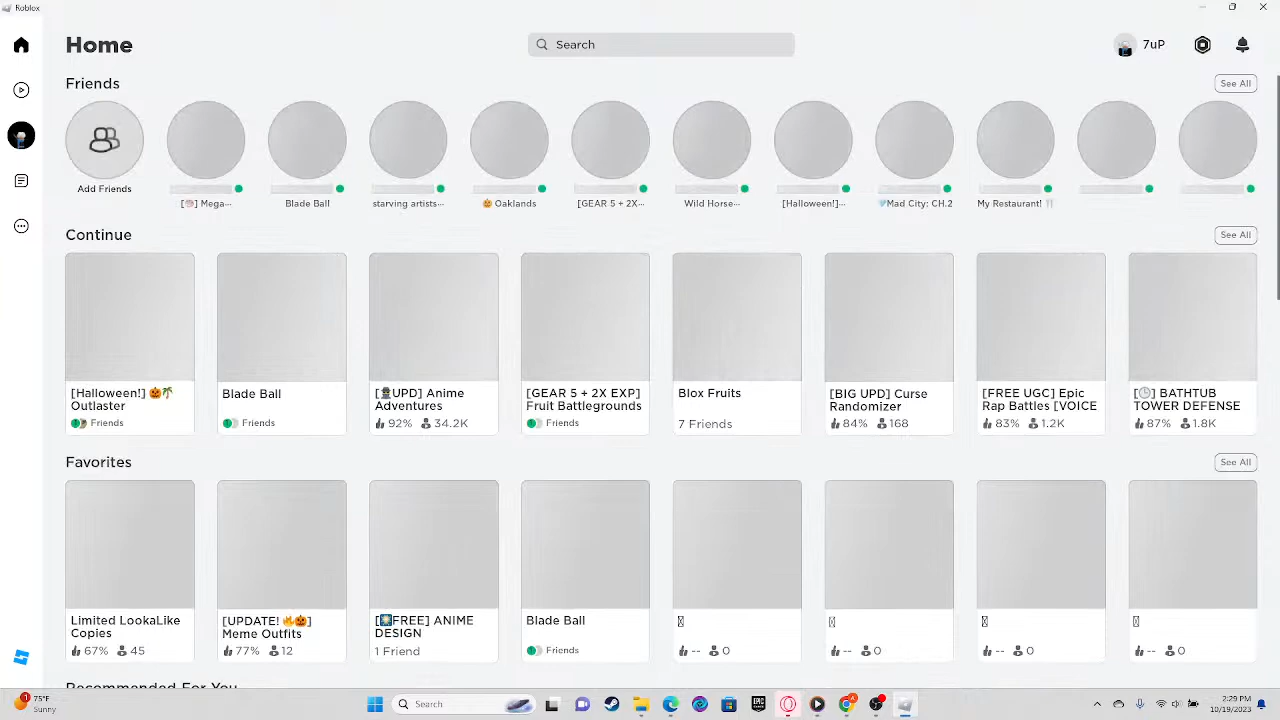 Roblox
Home
Search
7uP
Friends
See All
Add Friends
[🧠] Mega...
Blade Ball
starving artists...
🎃 Oaklands
[GEAR 5 + 2X...
Wild Horse...
[Halloween!]...
🩵Mad City: CH.2
My Restaurant! 🍴
Continue
See All
[Halloween!] 🎃🌴
Outlaster
Friends
Blade Ball
Friends
[UPD] Anime
Adventures
92% 34.2K
[GEAR 5 + 2X EXP]
Fruit Battlegrounds
Friends
Blox Fruits
7 Friends
[BIG UPD] Curse
Randomizer
84% 168
[FREE UGC] Epic
Rap Battles [VOICE
83% 1.2K
[🕒] BATHTUB
TOWER DEFENSE
87% 1.8K
Favorites
See All
Limited LookaLike
Copies
67% 45
[UPDATE! 🔥🎃]
Meme Outfits
77% 12
[FREE] ANIME
DESIGN
1 Friend
Blade Ball
Friends
-- 0
-- 0
-- 0
-- 0
Recommended For You
1
75°F
Sunny
Search
EPIC
2:29 PM
10/19/2023